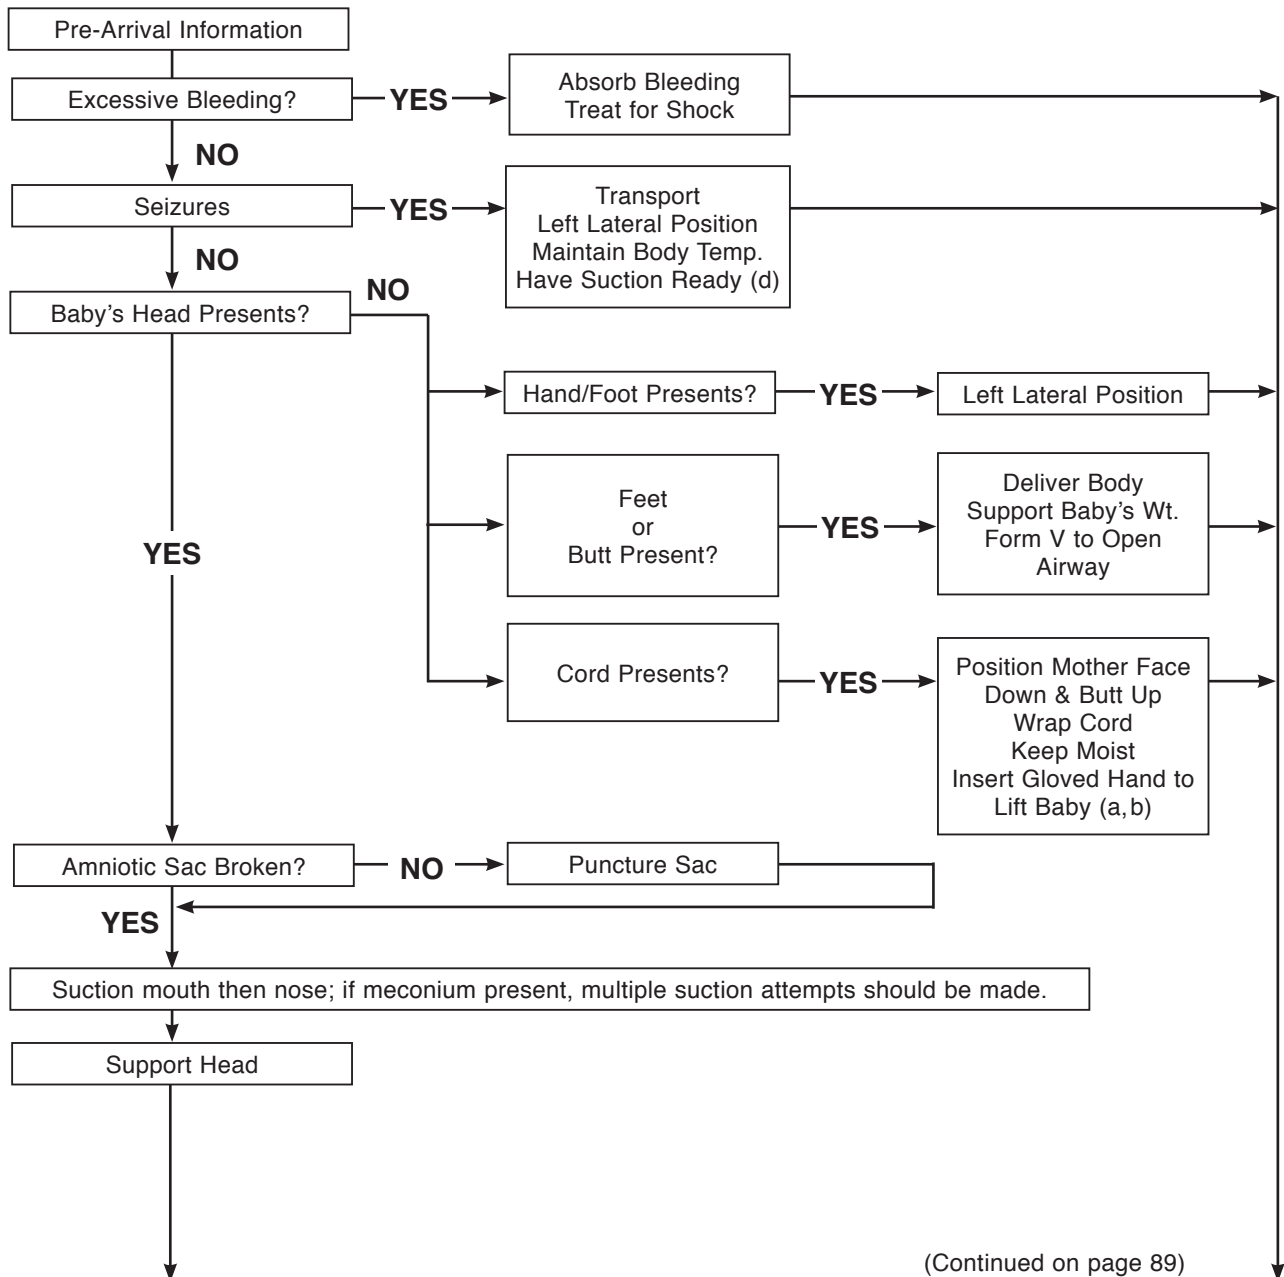 Pre-Arrival Information
Excessive Bleeding?
YES
Absorb Bleeding
Treat for Shock
NO
Seizures
YES
Transport
Left Lateral Position
Maintain Body Temp.
Have Suction Ready (d)
NO
Baby's Head Presents?
NO
Hand/Foot Presents?
YES
Left Lateral Position
Feet
or
Butt Present?
YES
Deliver Body
Support Baby's Wt.
Form V to Open
Airway
YES
Cord Presents?
YES
Position Mother Face
Down & Butt Up
Wrap Cord
Keep Moist
Insert Gloved Hand to
Lift Baby (a,b)
Amniotic Sac Broken?
NO
Puncture Sac
YES
Suction mouth then nose; if meconium present, multiple suction attempts should be made.
Support Head
(Continued on page 89)